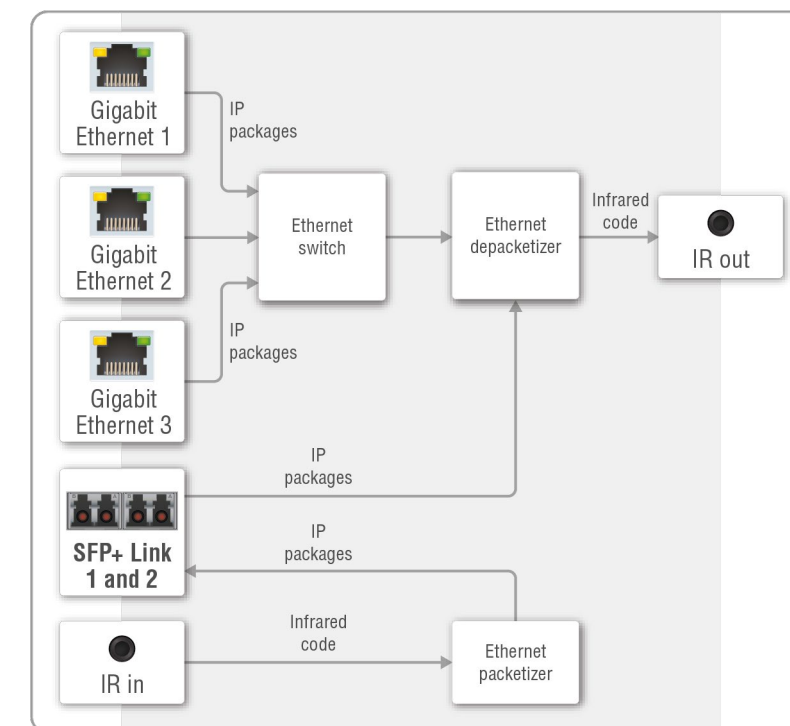 Gigabit
Ethernet 1
IP
packages
Gigabit
Ethernet 2
Ethernet
switch
Ethernet
depacketizer
Infrared
code
IR out
Gigabit
Ethernet 3
IP
packages
IP
packages
SFP+ Link
1 and 2
IP
packages
Infrared
code
IR in
Ethernet
packetizer